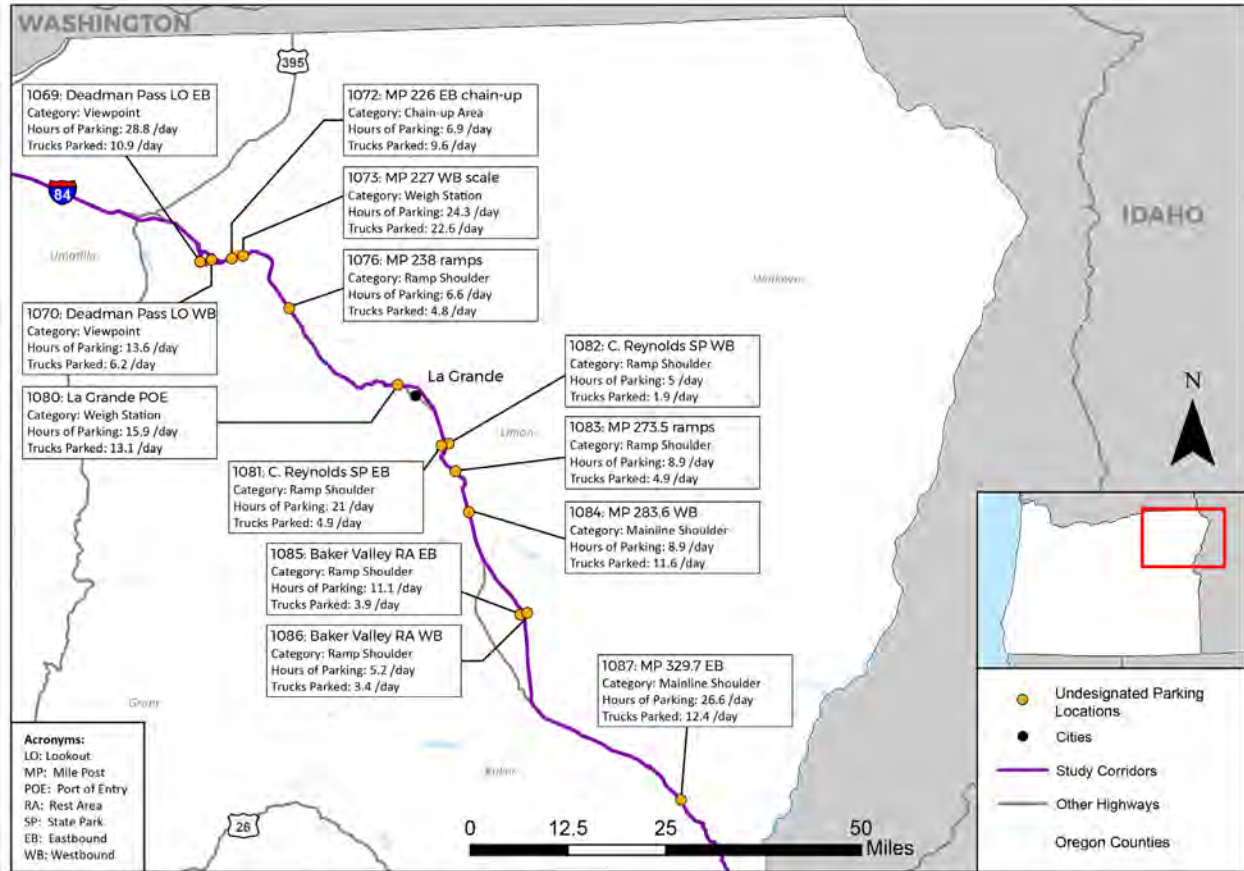 WASHINGTON
395
1069: Deadman Pass LO EB
Category: Viewpoint
Hours of Parking: 28.8 /day
Trucks Parked: 10.9 /day
1072: MP 226 EB chain-up
Category: Chain-up Area
Hours of Parking: 6.9 /day
Trucks Parked: 9.6 /day
1073: MP 227 WB scale
Category: Weigh Station
Hours of Parking: 24.3 /day
Trucks Parked: 22.6 /day
84
IDAHO
Umatilla
Wallowa
1076: MP 238 ramps
Category: Ramp Shoulder
Hours of Parking: 6.6 /day
Trucks Parked: 4.8 /day
1070: Deadman Pass LO WB
Category: Viewpoint
Hours of Parking: 13.6 /day
Trucks Parked: 6.2 /day
1080: La Grande POE
Category: Weigh Station
Hours of Parking: 15.9 /day
Trucks Parked: 13.1 /day
La Grande
1082: C. Reynolds SP WB
Category: Ramp Shoulder
Hours of Parking: 5 /day
Trucks Parked: 1.9 /day
N
Union
1083: MP 273.5 ramps
Category: Ramp Shoulder
Hours of Parking: 8.9 /day
Trucks Parked: 4.9 /day
1081: C. Reynolds SP EB
Category: Ramp Shoulder
Hours of Parking: 21 /day
Trucks Parked: 4.9 /day
1084: MP 283.6 WB
Category: Mainline Shoulder
Hours of Parking: 8.9 /day
Trucks Parked: 11.6 /day
1085: Baker Valley RA EB
Category: Ramp Shoulder
Hours of Parking: 11.1 /day
Trucks Parked: 3.9 /day
1086: Baker Valley RA WB
Category: Ramp Shoulder
Hours of Parking: 5.2 /day
Trucks Parked: 3.4 /day
1087: MP 329.7 EB
Category: Mainline Shoulder
Hours of Parking: 26.6 /day
Trucks Parked: 12.4 /day
Grant
Baker
Acronyms:
LO: Lookout
MP: Mile Post
POE: Port of Entry
RA: Rest Area
SP: State Park
EB: Eastbound
WB: Westbound
26
0 12.5 25 50
Miles
Undesignated Parking
Locations
Cities
Study Corridors
Other Highways
Oregon Counties